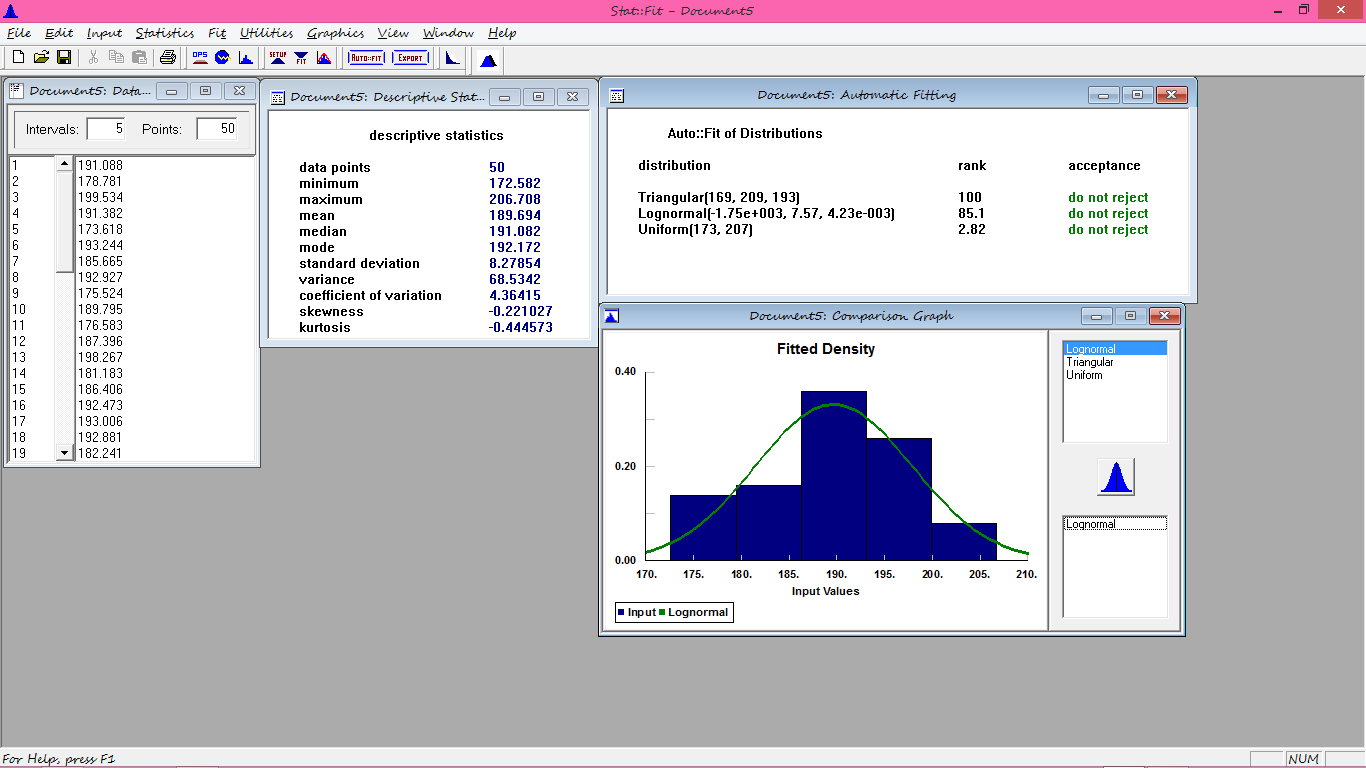 Stat::Fit - Document5
File Edit Input Statistics Fit Utilities Graphics View Window Help
OPS SETUP FIT AUTO::FIT EXPORT
Document5: Data...
Intervals: 5 Points: 50
1 191.088
2 178.781
3 199.534
4 191.382
5 173.618
6 193.244
7 185.665
8 192.927
9 175.524
10 189.795
11 176.583
12 187.396
13 198.267
14 181.183
15 186.406
16 192.473
17 193.006
18 192.881
19 182.241
Document5: Descriptive Stat...
descriptive statistics
data points 50
minimum 172.582
maximum 206.708
mean 189.694
median 191.082
mode 192.172
standard deviation 8.27854
variance 68.5342
coefficient of variation 4.36415
skewness -0.221027
kurtosis -0.444573
Document5: Automatic Fitting
Auto::Fit of Distributions
distribution rank acceptance
Triangular(169, 209, 193) 100 do not reject
Lognormal(-1.75e+003, 7.57, 4.23e-003) 85.1 do not reject
Uniform(173, 207) 2.82 do not reject
Document5: Comparison Graph
Fitted Density
0.40
0.20
0.00
170. 175. 180. 185. 190. 195. 200. 205. 210.
Input Values
Input Lognormal
Lognormal
Triangular
Uniform
Lognormal
For Help, press F1
NUM